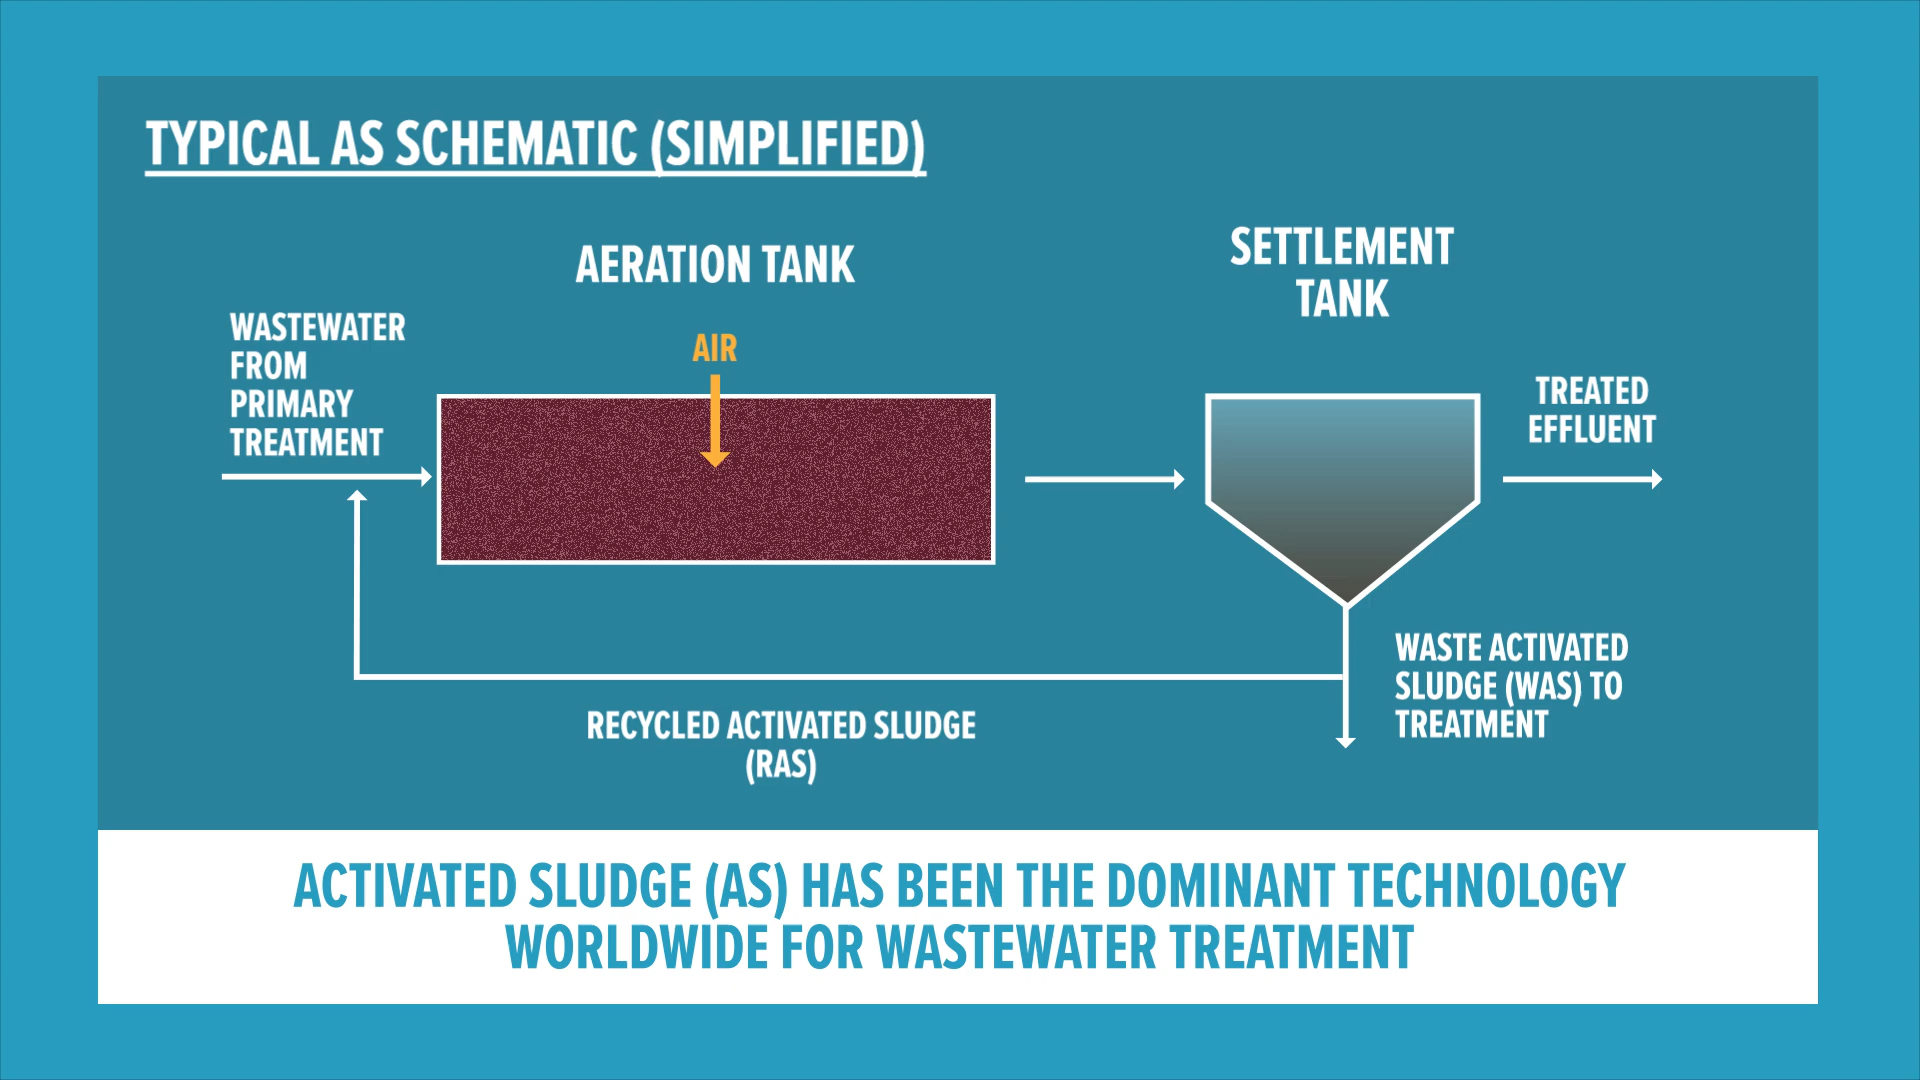 TYPICAL AS SCHEMATIC (SIMPLIFIED)
AERATION TANK
SETTLEMENT
TANK
WASTEWATER
FROM
PRIMARY
TREATMENT
AIR
TREATED
EFFLUENT
WASTE ACTIVATED
SLUDGE (WAS) TO
TREATMENT
RECYCLED ACTIVATED SLUDGE
(RAS)
ACTIVATED SLUDGE (AS) HAS BEEN THE DOMINANT TECHNOLOGY
WORLDWIDE FOR WASTEWATER TREATMENT